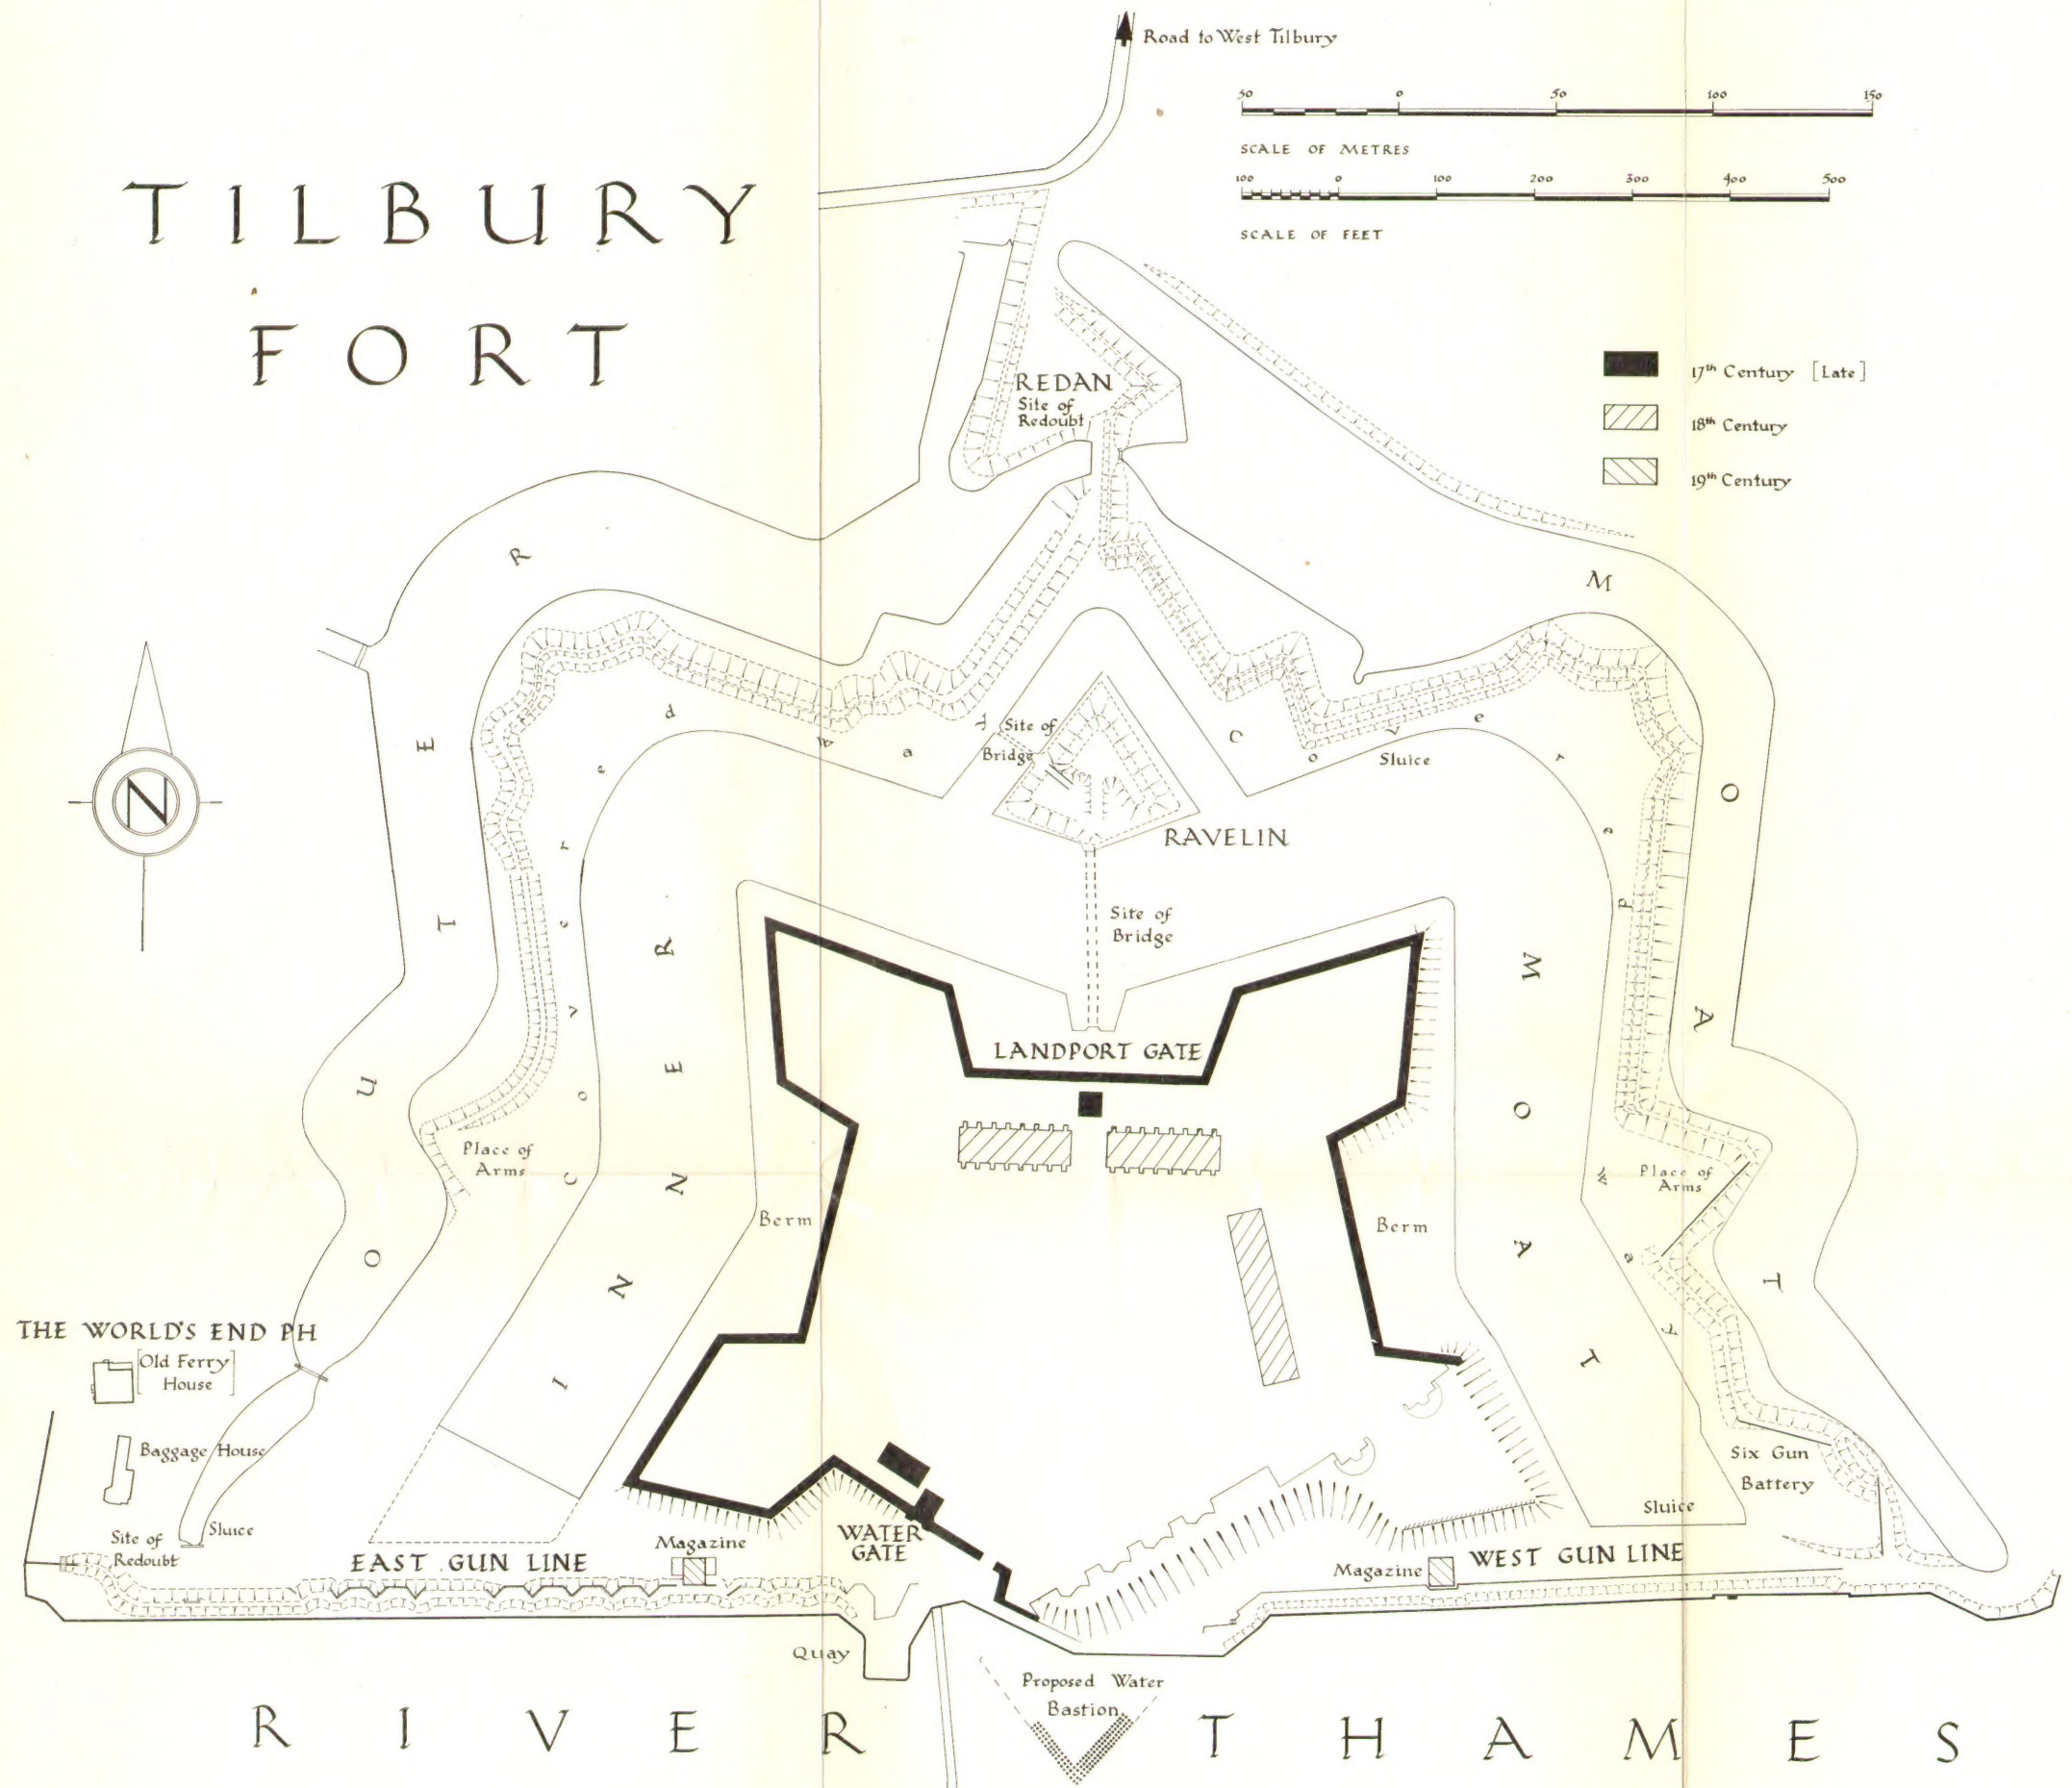 Road to West Tilbury
TILBURY
FORT
50 0 50 100 150
SCALE OF METRES
100 0 100 200 300 400 500
SCALE OF FEET
17th Century [Late]
18th Century
19th Century
REDAN
Site of
Redoubt
OUTER MOAT
Covered way
Covered way
Site of
Bridge
Sluice
RAVELIN
N
Site of
Bridge
INNER MOAT
LANDPORT GATE
Place of
Arms
Place of
Arms
Berm
Berm
THE WORLD'S END PH
[Old Ferry
House]
Baggage House
Six Gun
Battery
Site of
Redoubt
Sluice
Sluice
EAST GUN LINE
Magazine
WATER
GATE
Magazine
WEST GUN LINE
Quay
Proposed Water
Bastion
RIVER THAMES